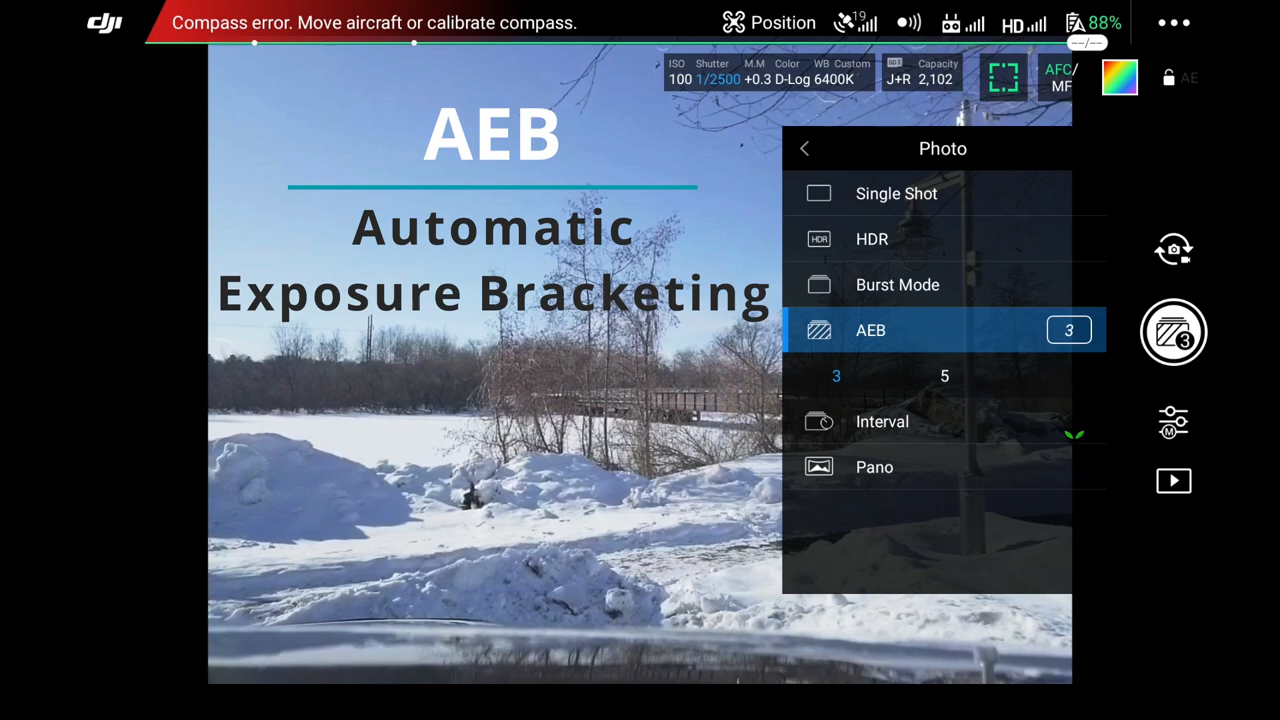 dji Compass error. Move aircraft or calibrate compass. Position 19 HD 88%
--/--
ISO Shutter M.M Color WB Custom SD Capacity
100 1/2500 +0.3 D-Log 6400K J+R 2,102
AFC/
MF
AE
AEB
Automatic
Exposure Bracketing
Photo
Single Shot
HDR HDR
Burst Mode
AEB 3
3 5
Interval
Pano
3
M